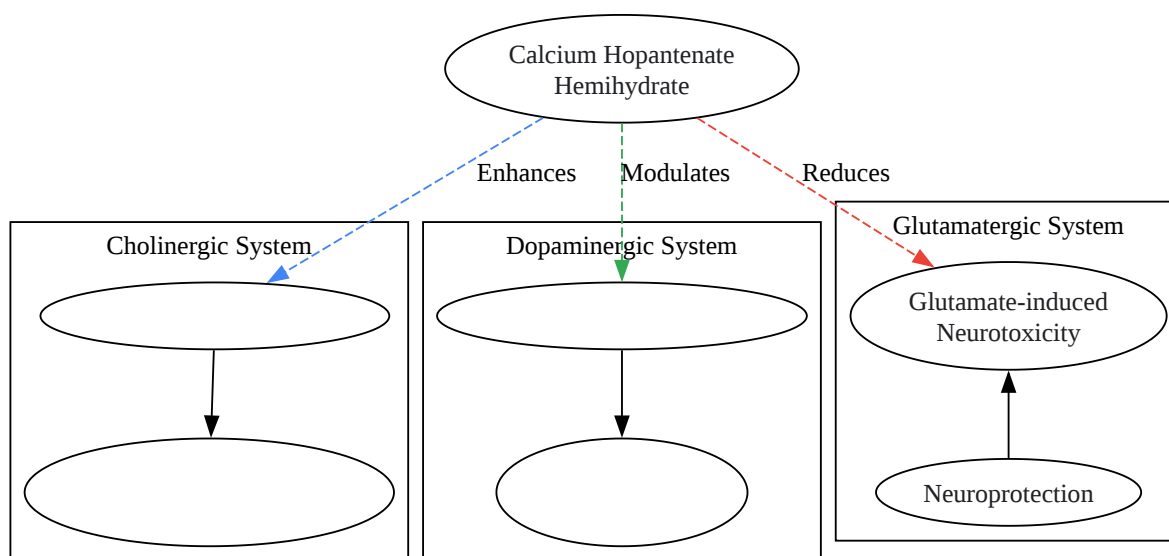 Calcium Hopantenate
Hemihydrate
Enhances
Modulates
Reduces
Cholinergic System
Dopaminergic System
Glutamatergic System
Glutamate-induced
Neurotoxicity
Neuroprotection